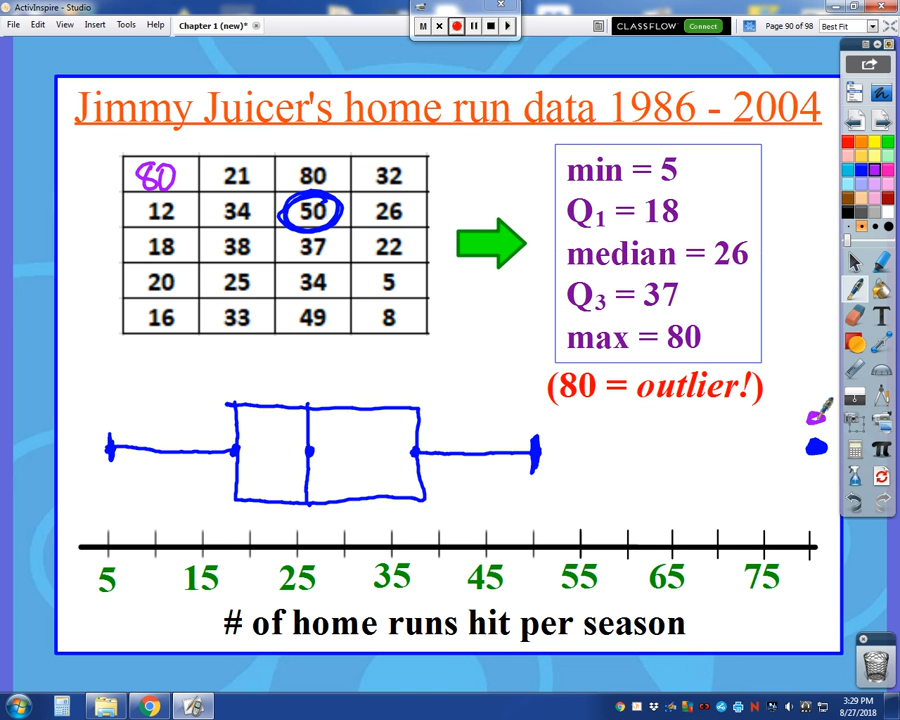 ActivInspire - Studio
File Edit View Insert Tools Help
Chapter 1 (new)*
M
CLASSFLOW Connect
Page 90 of 98 Best Fit
Jimmy Juicer's home run data 1986 - 2004
80 21 80 32
12 34 50 26
18 38 37 22
20 25 34 5
16 33 49 8
min = 5
Q₁ = 18
median = 26
Q₃ = 37
max = 80
(80 = outlier!)
5 15 25 35 45 55 65 75
# of home runs hit per season
3:29 PM
8/27/2018